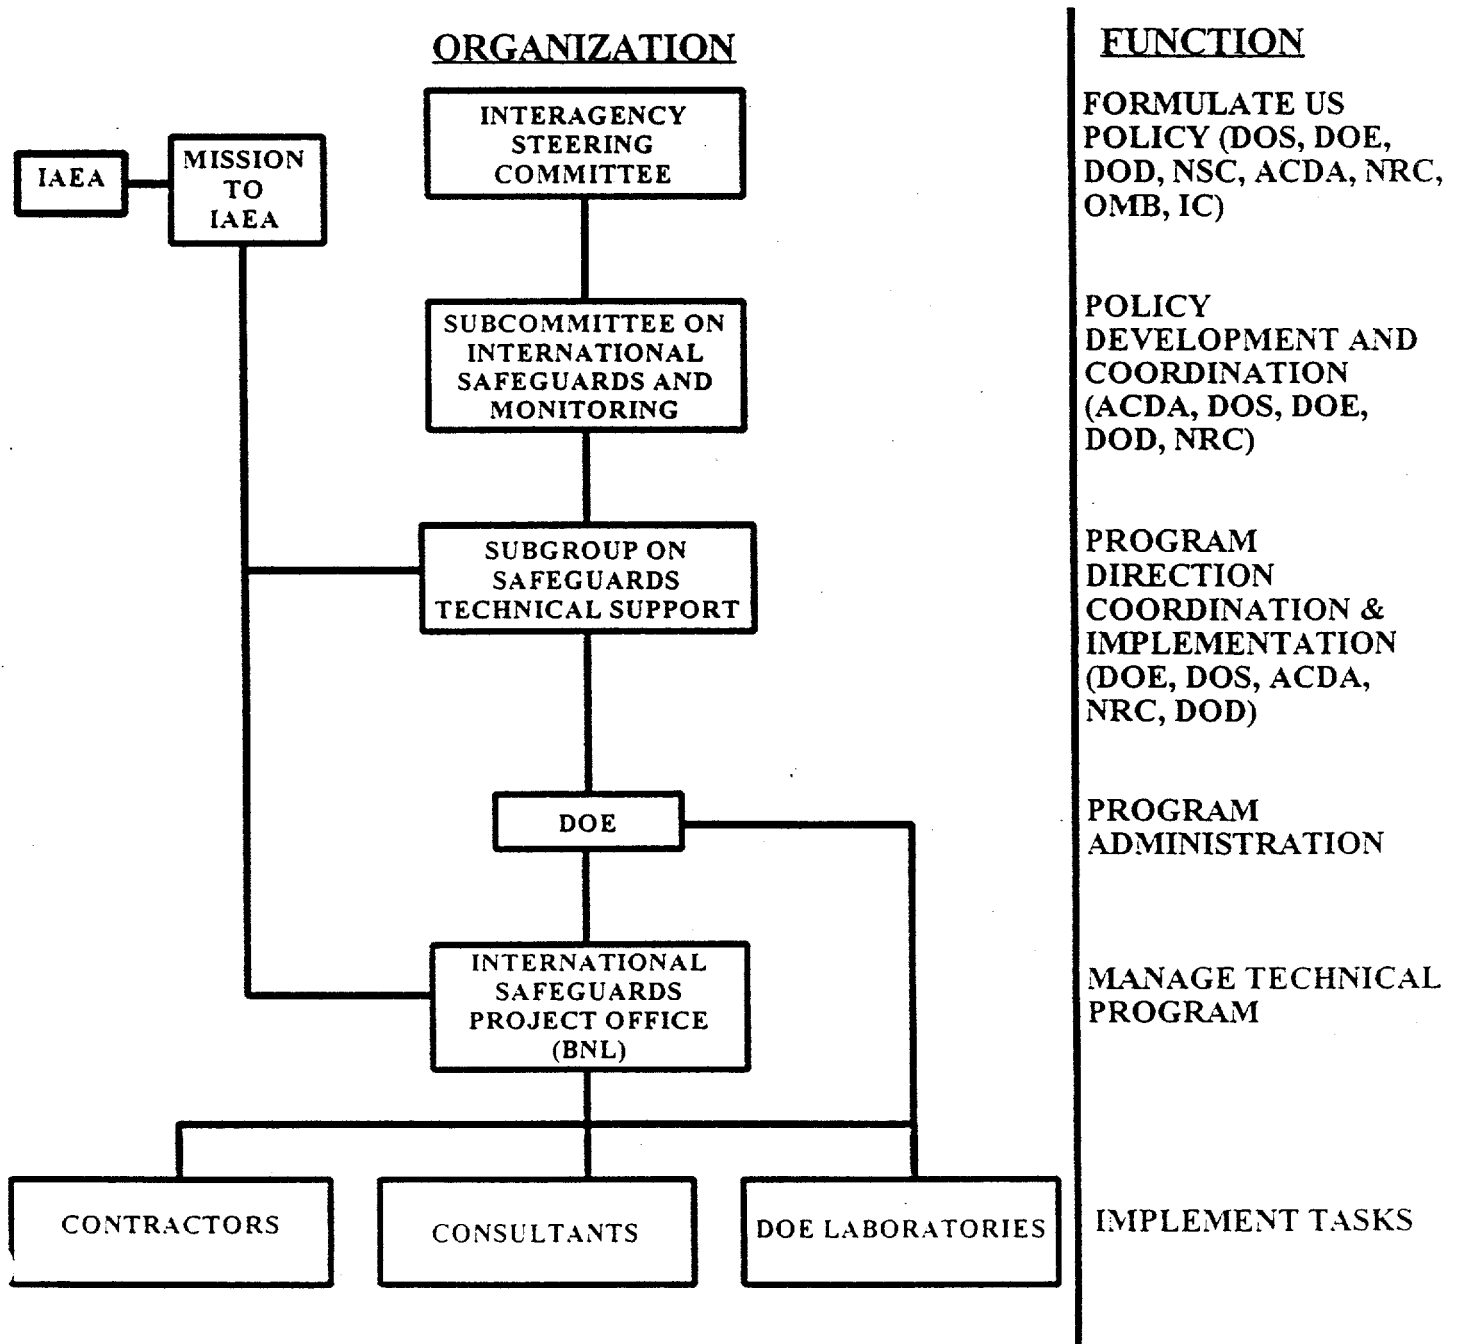 ORGANIZATION
INTERAGENCY
STEERING
COMMITTEE
IAEA
MISSION
TO
IAEA
SUBCOMMITTEE ON
INTERNATIONAL
SAFEGUARDS AND
MONITORING
SUBGROUP ON
SAFEGUARDS
TECHNICAL SUPPORT
DOE
INTERNATIONAL
SAFEGUARDS
PROJECT OFFICE
(BNL)
CONTRACTORS
CONSULTANTS
DOE LABORATORIES
FUNCTION
FORMULATE US
POLICY (DOS, DOE,
DOD, NSC, ACDA, NRC,
OMB, IC)
POLICY
DEVELOPMENT AND
COORDINATION
(ACDA, DOS, DOE,
DOD, NRC)
PROGRAM
DIRECTION
COORDINATION &
IMPLEMENTATION
(DOE, DOS, ACDA,
NRC, DOD)
PROGRAM
ADMINISTRATION
MANAGE TECHNICAL
PROGRAM
IMPLEMENT TASKS